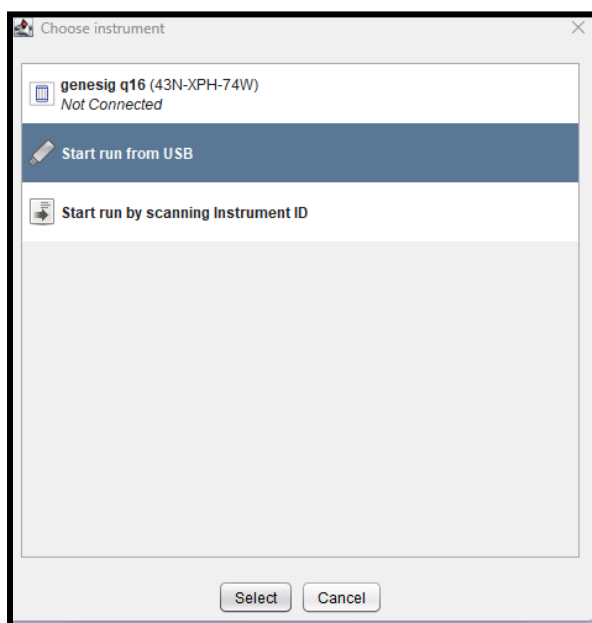 Choose instrument
genesig q16 (43N-XPH-74W)
Not Connected
Start run from USB
Start run by scanning Instrument ID
Select Cancel